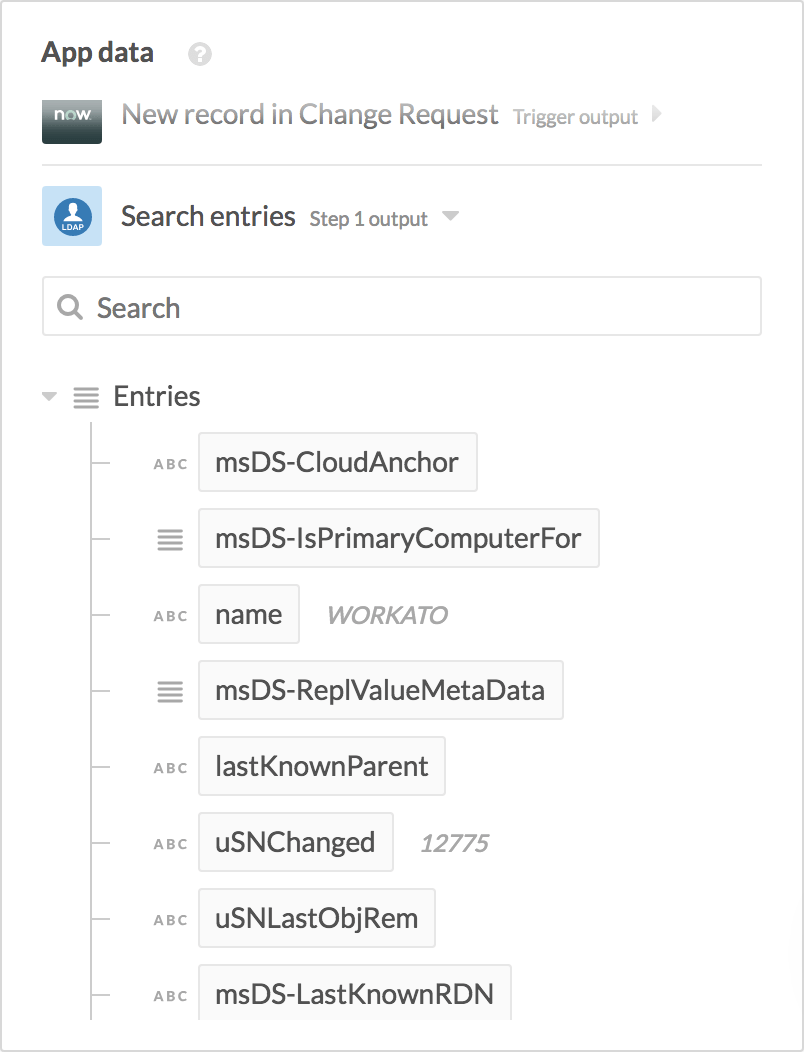 App data ?
now. New record in Change Request Trigger output
LDAP Search entries Step 1 output
Search
Entries
ABC msDS-CloudAnchor
msDS-IsPrimaryComputerFor
ABC name WORKATO
msDS-ReplValueMetaData
ABC lastKnownParent
ABC uSNChanged 12775
ABC uSNLastObjRem
ABC msDS-LastKnownRDN